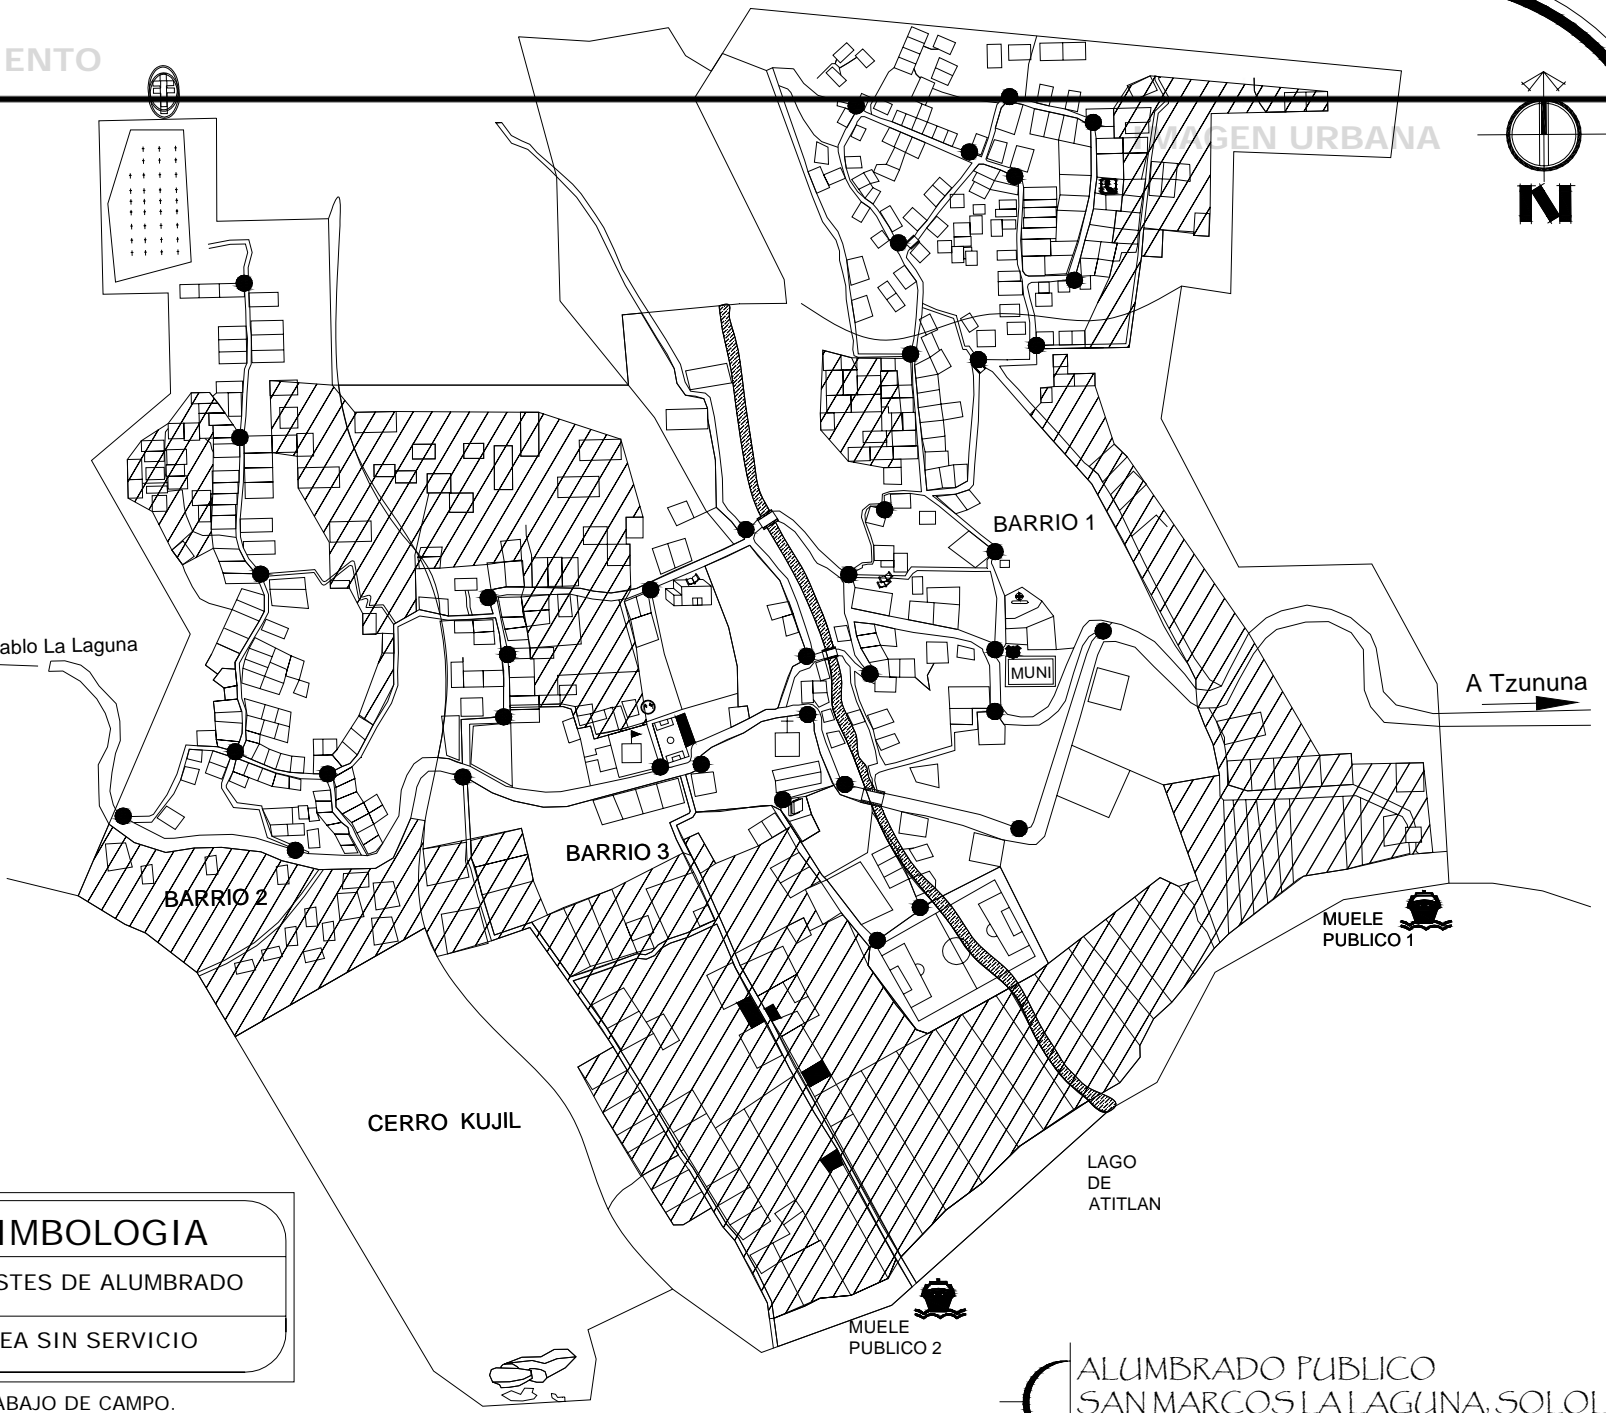 ENTO
IMAGEN URBANA
N
BARRIO 1
ablo La Laguna
MUNI
A Tzununa
BARRIO 3
BARRIO 2
MUELE
PUBLICO 1
CERRO KUJIL
LAGO
DE
ATITLAN
IMBOLOGIA
STES DE ALUMBRADO
EA SIN SERVICIO
MUELE
PUBLICO 2
ABAJO DE CAMPO.
ALUMBRADO PUBLICO
SAN MARCOS LA LAGUNA, SOLOL